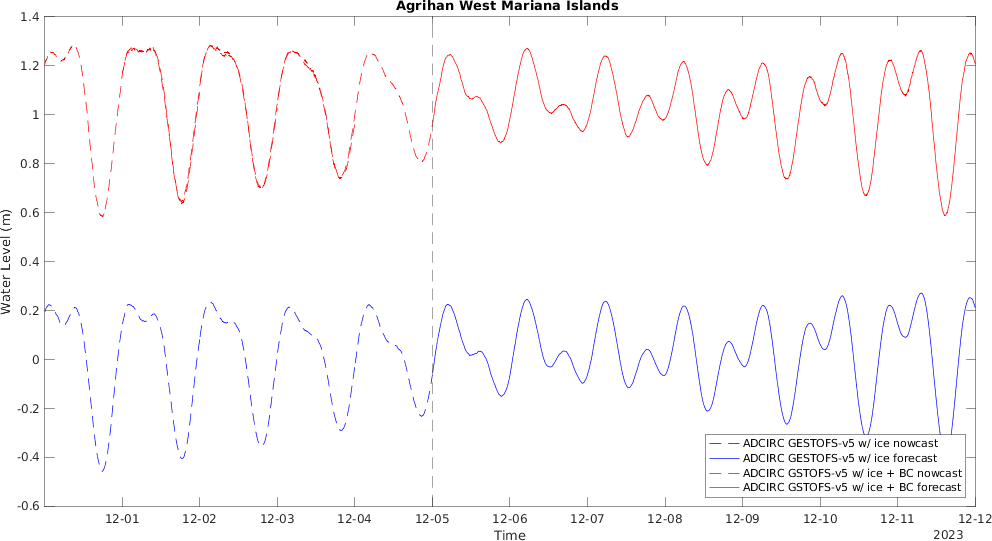 Agrihan West Mariana Islands
1.4
1.2
1
0.8
0.6
0.4
0.2
0
-0.2
-0.4
-0.6
Water Level (m)
ADCIRC GESTOFS-v5 w/ ice nowcast
ADCIRC GESTOFS-v5 w/ ice forecast
ADCIRC GSTOFS-v5 w/ ice + BC nowcast
ADCIRC GSTOFS-v5 w/ ice + BC forecast
12-01 12-02 12-03 12-04 12-05 12-06 12-07 12-08 12-09 12-10 12-11 12-12
Time
2023